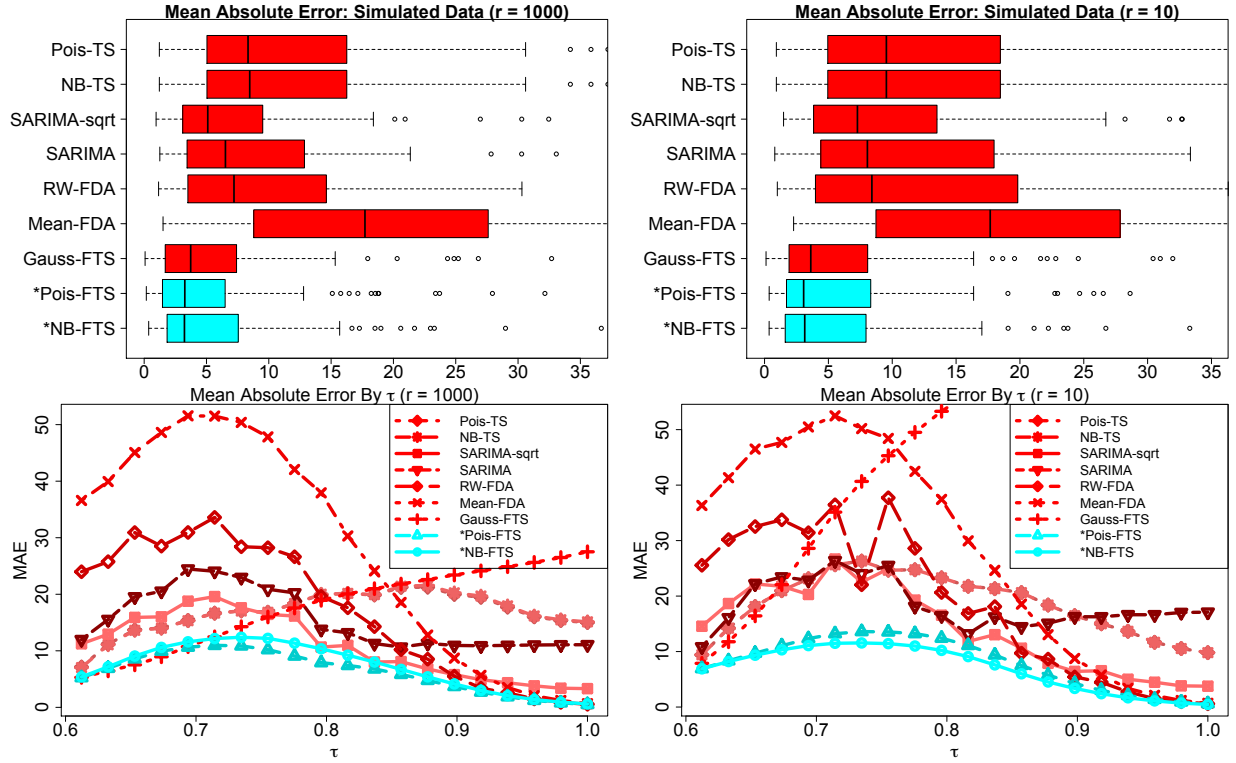 Mean Absolute Error: Simulated Data (r = 1000)
Pois-TS
NB-TS
SARIMA-sqrt
SARIMA
RW-FDA
Mean-FDA
Gauss-FTS
*Pois-FTS
*NB-FTS
0 5 10 15 20 25 30 35
Mean Absolute Error: Simulated Data (r = 10)
Pois-TS
NB-TS
SARIMA-sqrt
SARIMA
RW-FDA
Mean-FDA
Gauss-FTS
*Pois-FTS
*NB-FTS
0 5 10 15 20 25 30 35
Mean Absolute Error By τ (r = 1000)
MAE
50
40
30
20
10
0
Pois-TS
NB-TS
SARIMA-sqrt
SARIMA
RW-FDA
Mean-FDA
Gauss-FTS
*Pois-FTS
*NB-FTS
0.6 0.7 0.8 0.9 1.0
τ
Mean Absolute Error By τ (r = 10)
MAE
50
40
30
20
10
0
Pois-TS
NB-TS
SARIMA-sqrt
SARIMA
RW-FDA
Mean-FDA
Gauss-FTS
*Pois-FTS
*NB-FTS
0.6 0.7 0.8 0.9 1.0
τ